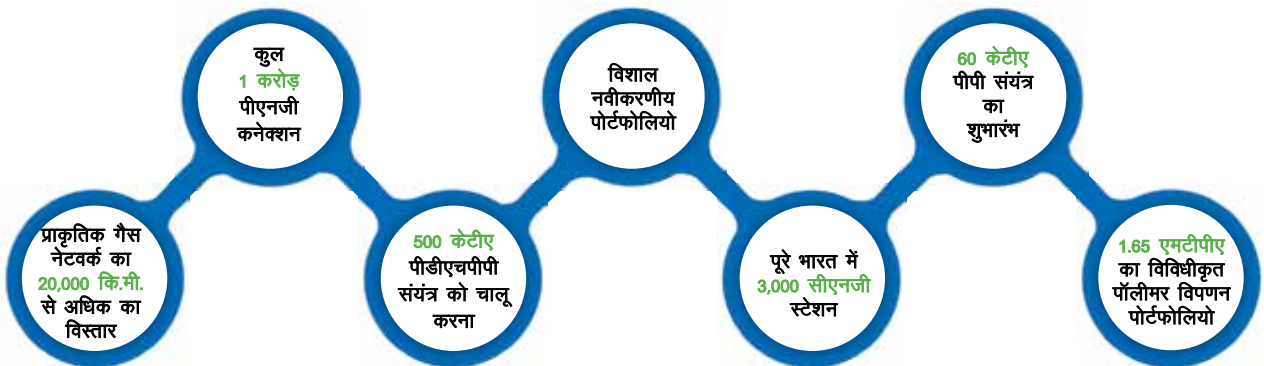 प्राकृतिक गैस
नेटवर्क का
20,000 कि.मी.
से अधिक का
विस्तार
कुल
1 करोड़
पीएनजी
कनेक्शन
500 केटीए
पीडीएचपीपी
संयंत्र को चालू
करना
विशाल
नवीकरणीय
पोर्टफोलियो
पूरे भारत में
3,000 सीएनजी
स्टेशन
60 केटीए
पीपी संयंत्र
का
शुभारंभ
1.65 एमटीपीए
का विविधीकृत
पॉलीमर विपणन
पोर्टफोलियो